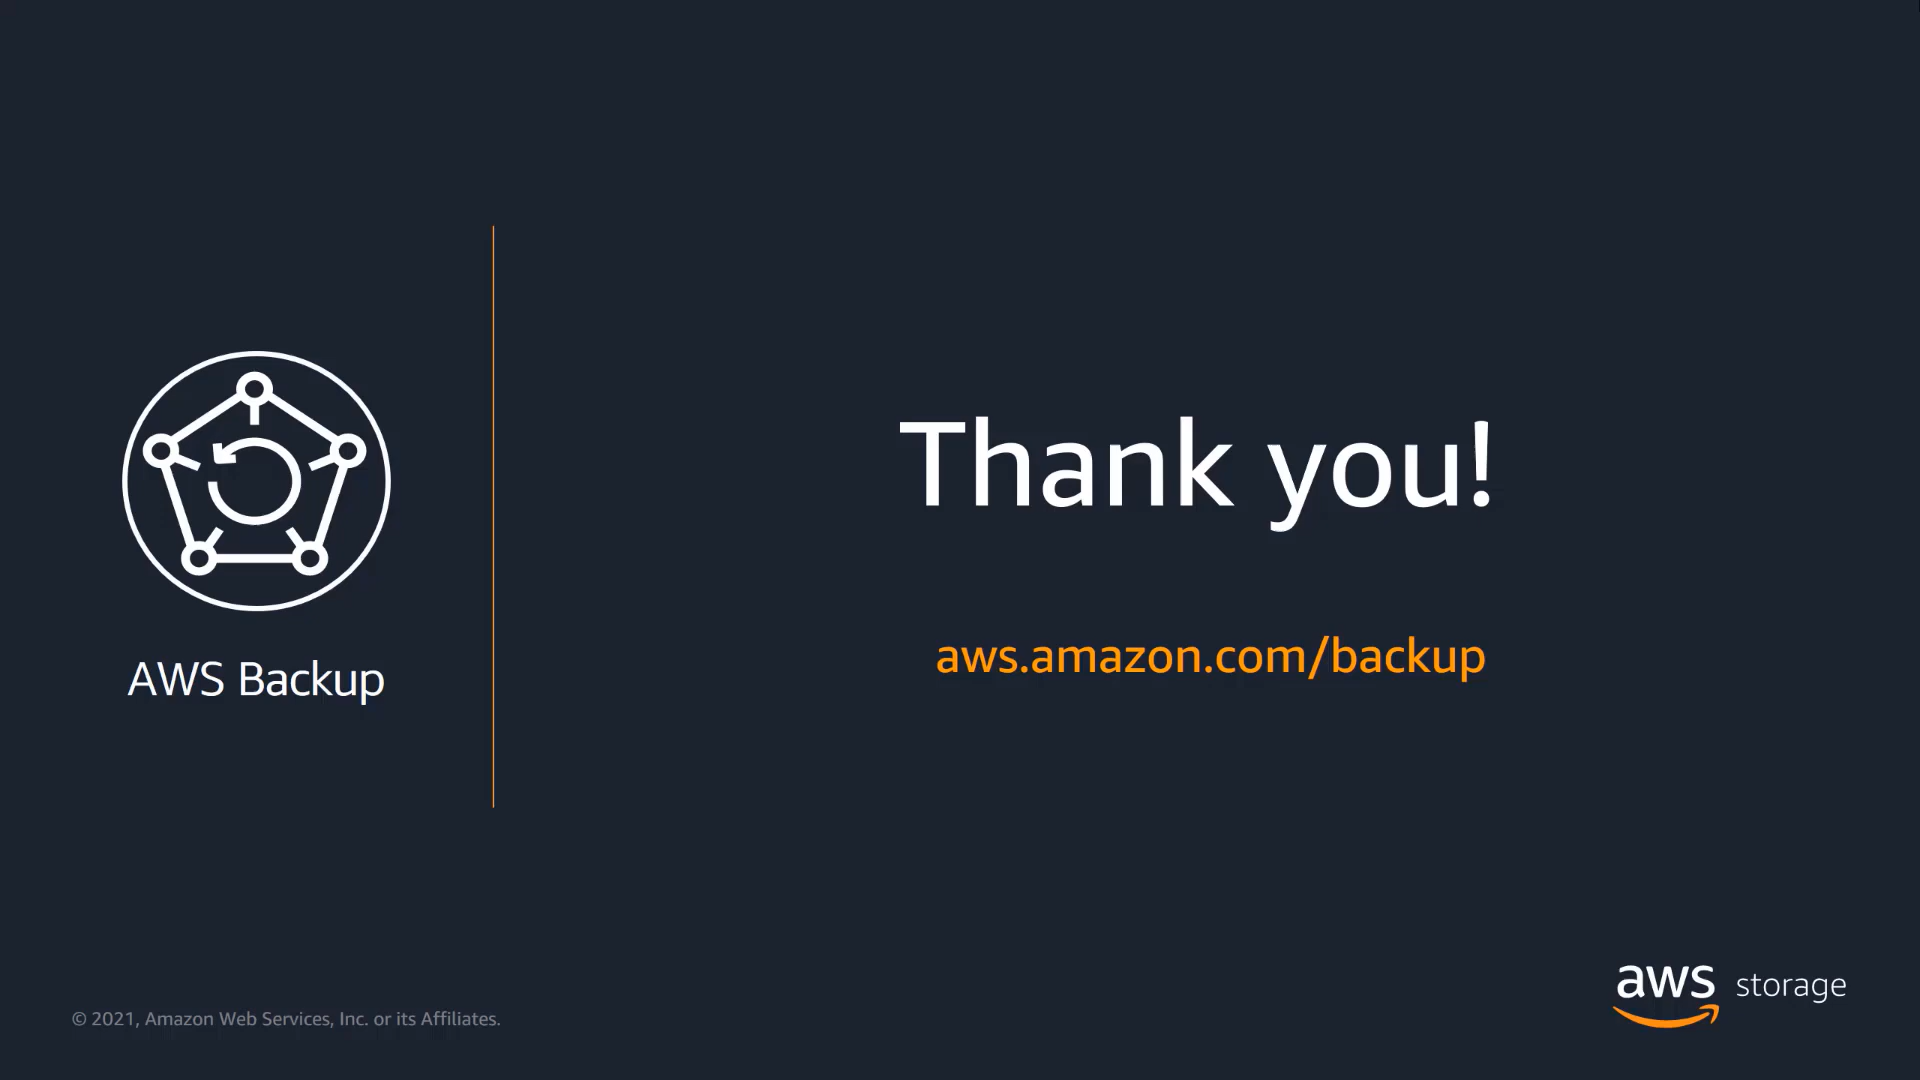 AWS Backup
Thank you!
aws.amazon.com/backup
© 2021, Amazon Web Services, Inc. or its Affiliates.
aws storage